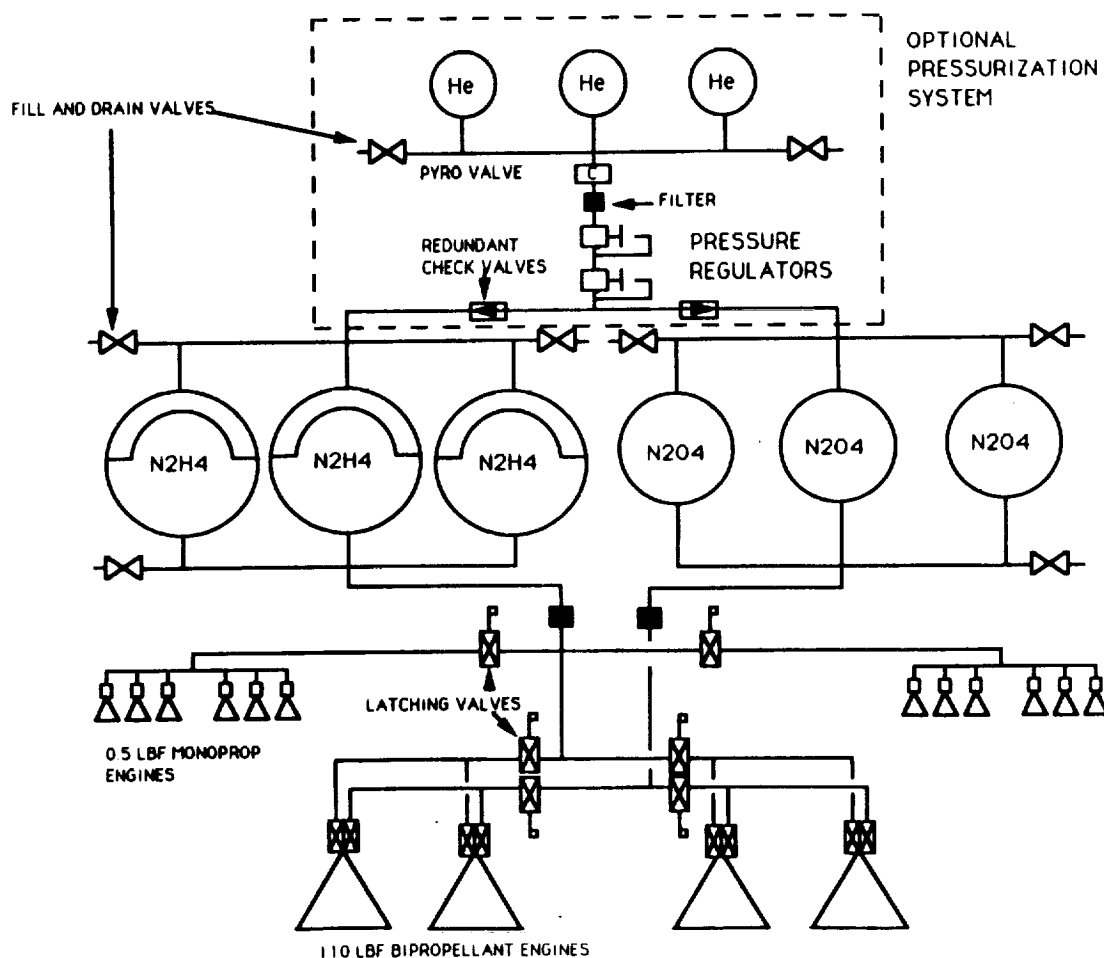 OPTIONAL
PRESSURIZATION
SYSTEM
He
He
He
FILL AND DRAIN VALVES
PYRO VALVE
C
FILTER
REDUNDANT
CHECK VALVES
PRESSURE
REGULATORS
N2H4
N2H4
N2H4
N2O4
N2O4
N2O4
LATCHING VALVES
0.5 LBF MONOPROP
ENGINES
110 LBF BIPROPELLANT ENGINES